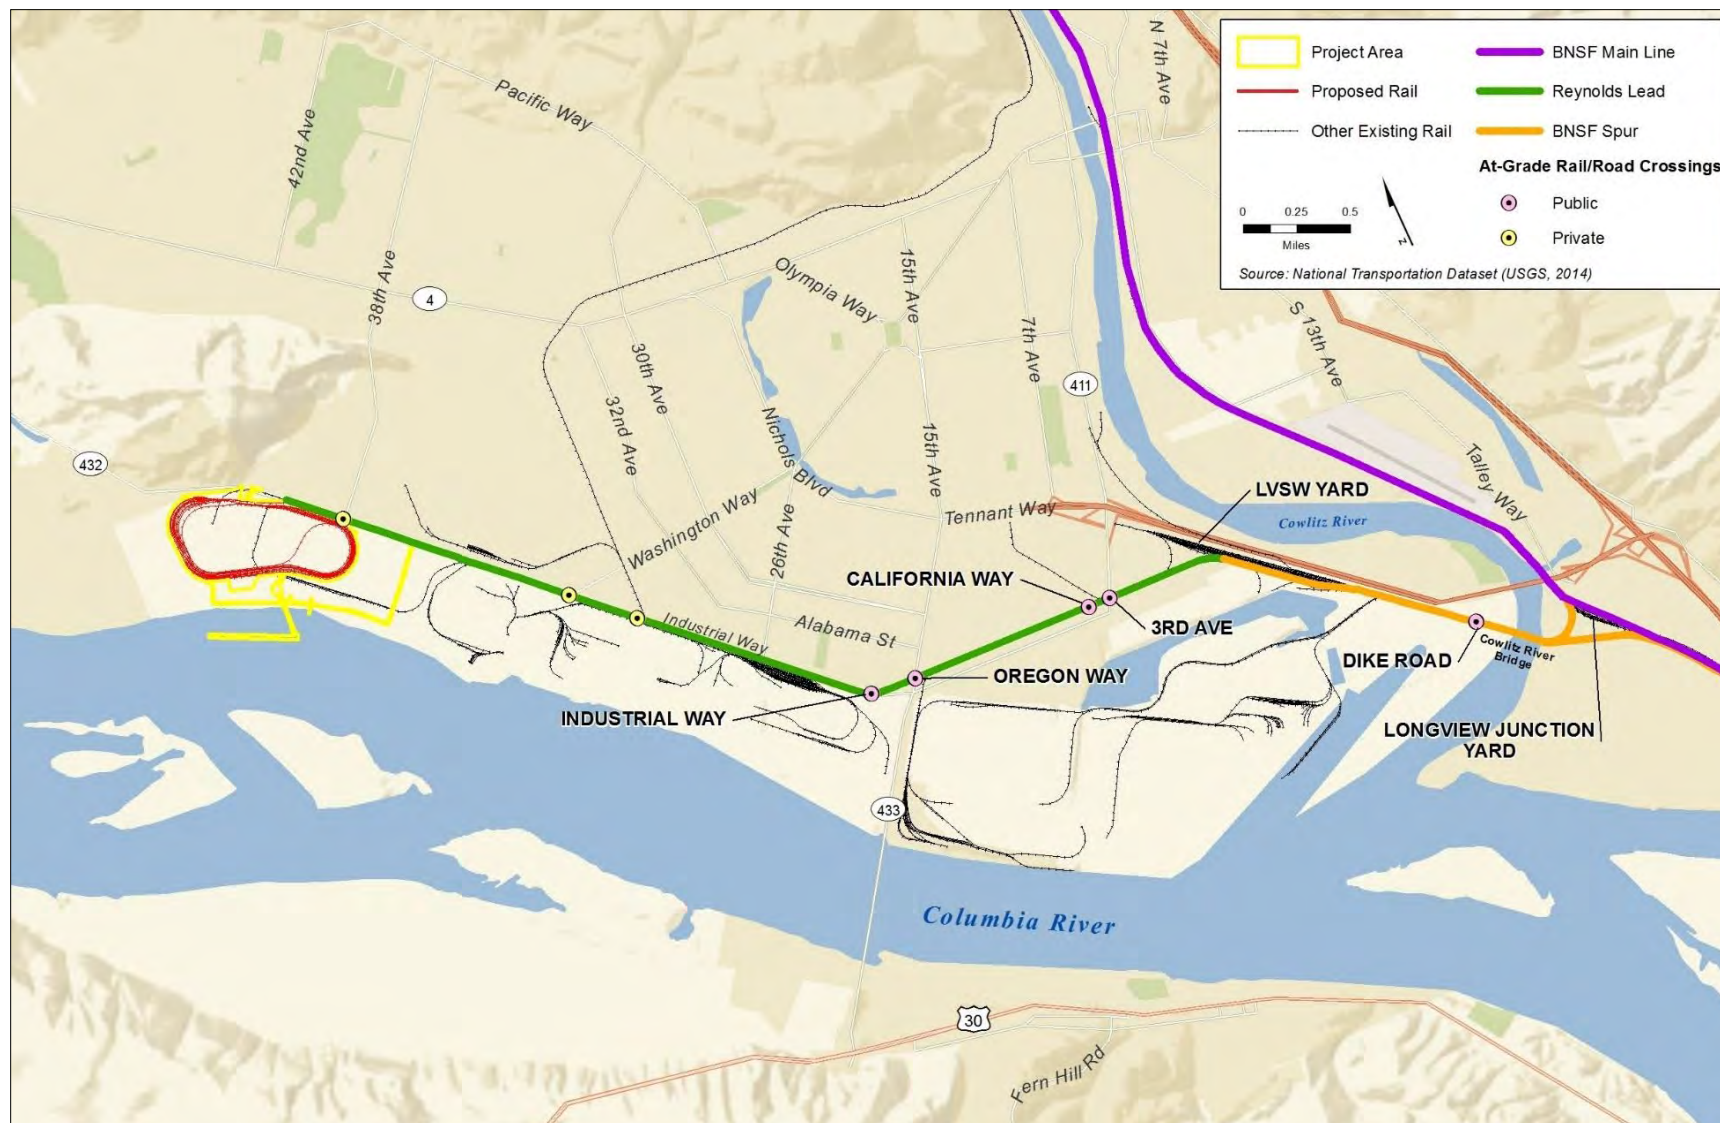 N 7th Ave
Pacific Way
42nd Ave
38th Ave
4
Olympia Way
15th Ave
7th Ave
411
30th Ave
32nd Ave
Nichols Blvd
15th Ave
S 13th Ave
Talley Way
432
Washington Way
26th Ave
Tennant Way
LVSW YARD
Cowlitz River
CALIFORNIA WAY
3RD AVE
Industrial Way
Alabama St
OREGON WAY
DIKE ROAD
Cowlitz River
Bridge
INDUSTRIAL WAY
LONGVIEW JUNCTION
YARD
433
Columbia River
30
Fern Hill Rd
Project Area
Proposed Rail
Other Existing Rail
BNSF Main Line
Reynolds Lead
BNSF Spur
At-Grade Rail/Road Crossings
Public
Private
0 0.25 0.5
Miles
N
Source: National Transportation Dataset (USGS, 2014)